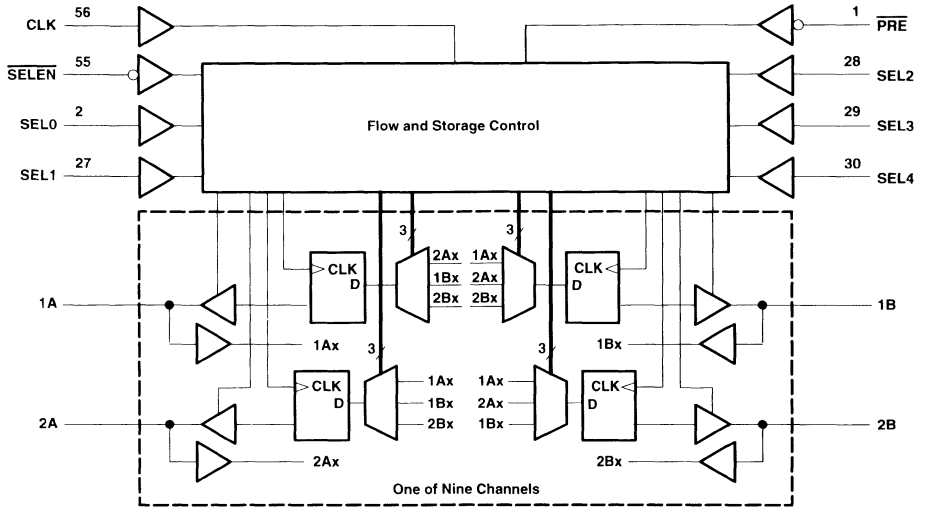 CLK 56 1 PRE
SELEN 55 28 SEL2
SEL0 2 29 SEL3
Flow and Storage Control
SEL1 27 30 SEL4
3 3
CLK 2Ax 1Ax CLK
D 1Bx 2Ax D
2Bx 2Bx
1A 1B
1Ax 1Bx
3 3
CLK 1Ax 1Ax CLK
D 1Bx 2Ax D
2Bx 1Bx
2A 2B
2Ax 2Bx
One of Nine Channels